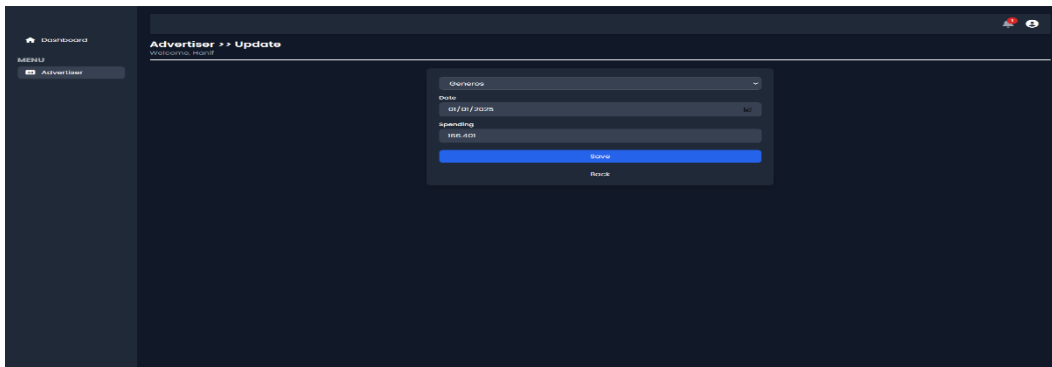 Dashboard
MENU
Advertiser
Advertiser >> Update
Welcome, Hanif
Generos
Date
01/01/2025
Spending
166.401
Save
Back